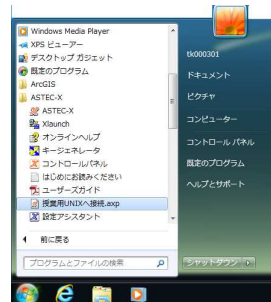 Windows Media Player
XPS ビューアー
デスクトップ ガジェット
既定のプログラム
ArcGIS
ASTEC-X
ASTEC-X
Xlaunch
オンラインヘルプ
キージェネレータ
コントロールパネル
はじめにお読みください
ユーザーズガイド
授業用UNIXへ接続.axp
設定アシスタント
前に戻る
プログラムとファイルの検索
tk000301
ドキュメント
ピクチャ
コンピューター
コントロール パネル
既定のプログラム
ヘルプとサポート
シャットダウン